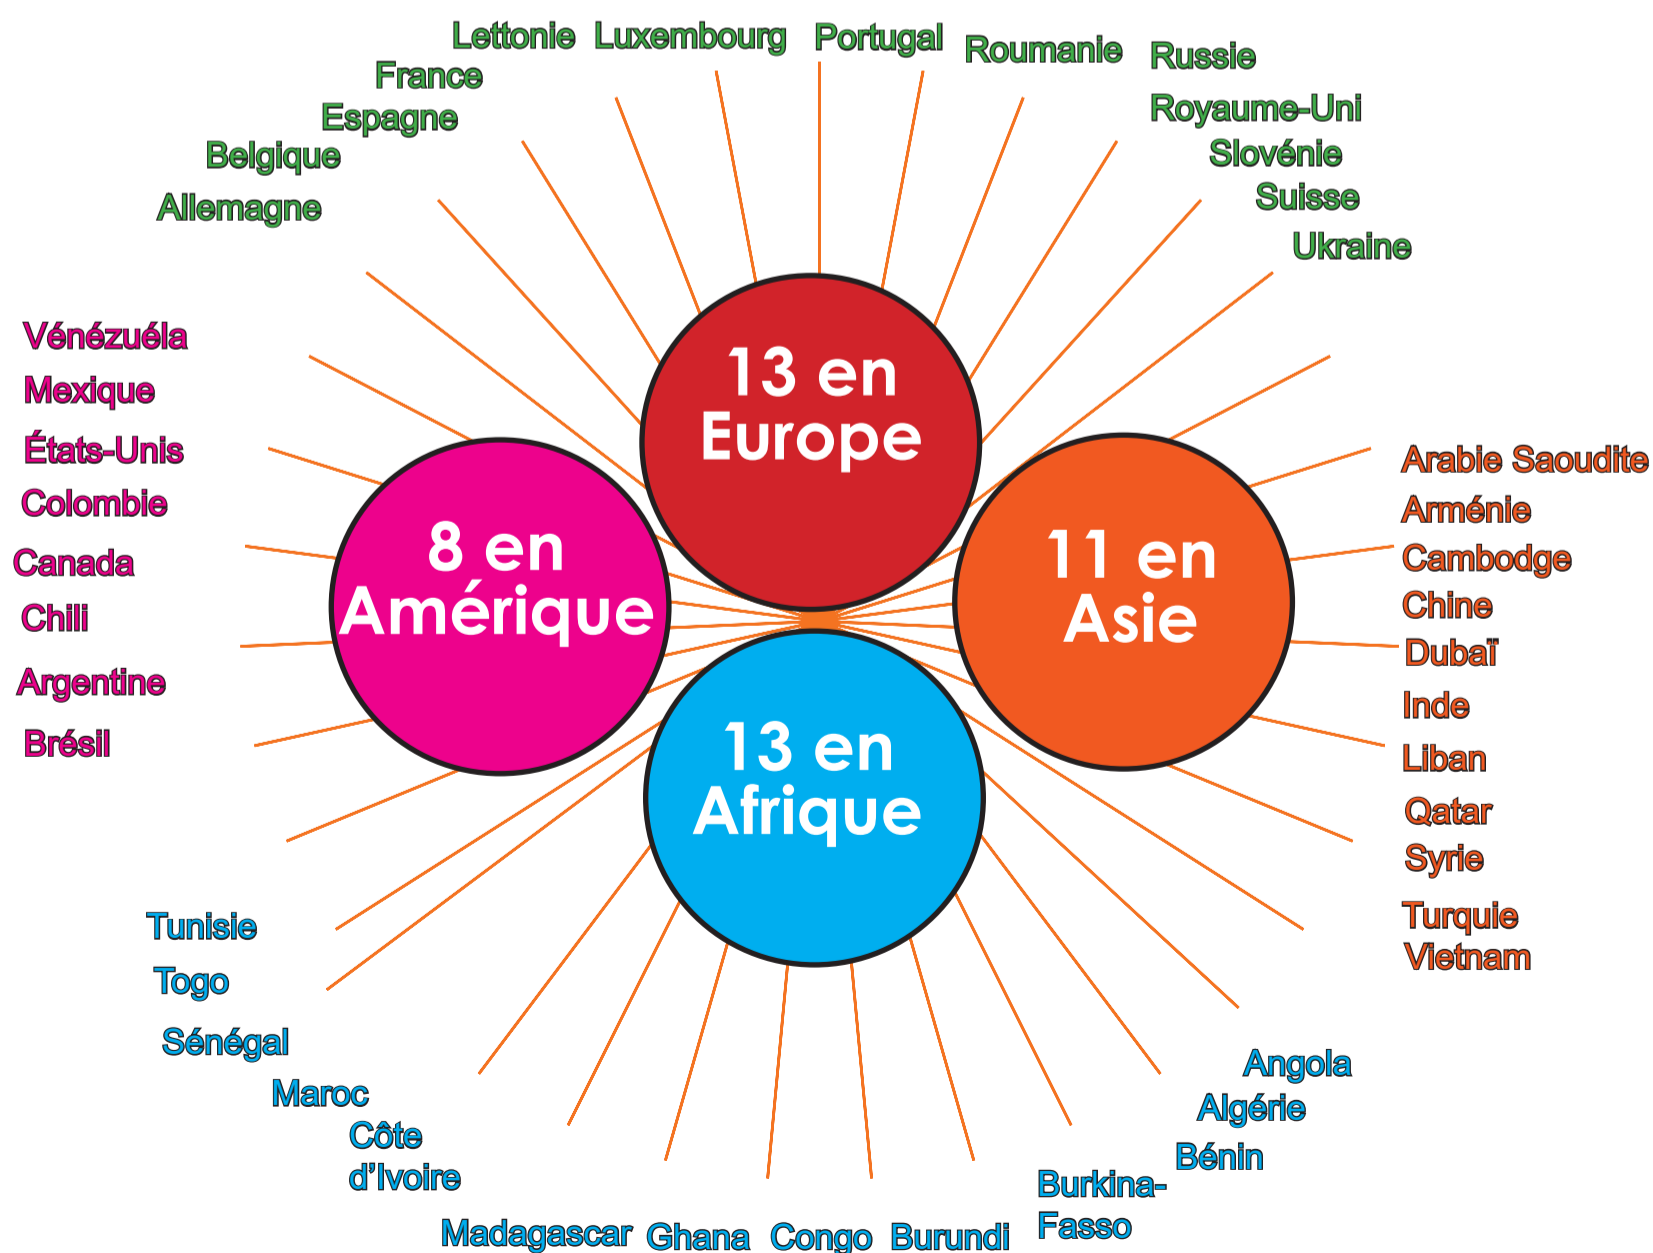 Lettonie Luxembourg Portugal Roumanie Russie
France
Espagne
Belgique
Allemagne
Royaume-Uni
Slovénie
Suisse
Ukraine
13 en
Europe
Vénézuéla
Mexique
États-Unis
Colombie
Canada
Chili
Argentine
Brésil
8 en
Amérique
11 en
Asie
Arabie Saoudite
Arménie
Cambodge
Chine
Dubaï
Inde
Liban
Qatar
Syrie
Turquie
Vietnam
13 en
Afrique
Tunisie
Togo
Sénégal
Maroc
Côte
d'Ivoire
Madagascar Ghana Congo Burundi
Burkina-
Fasso
Bénin
Algérie
Angola